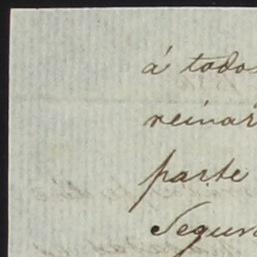 á todos
reinar
parte
Segur